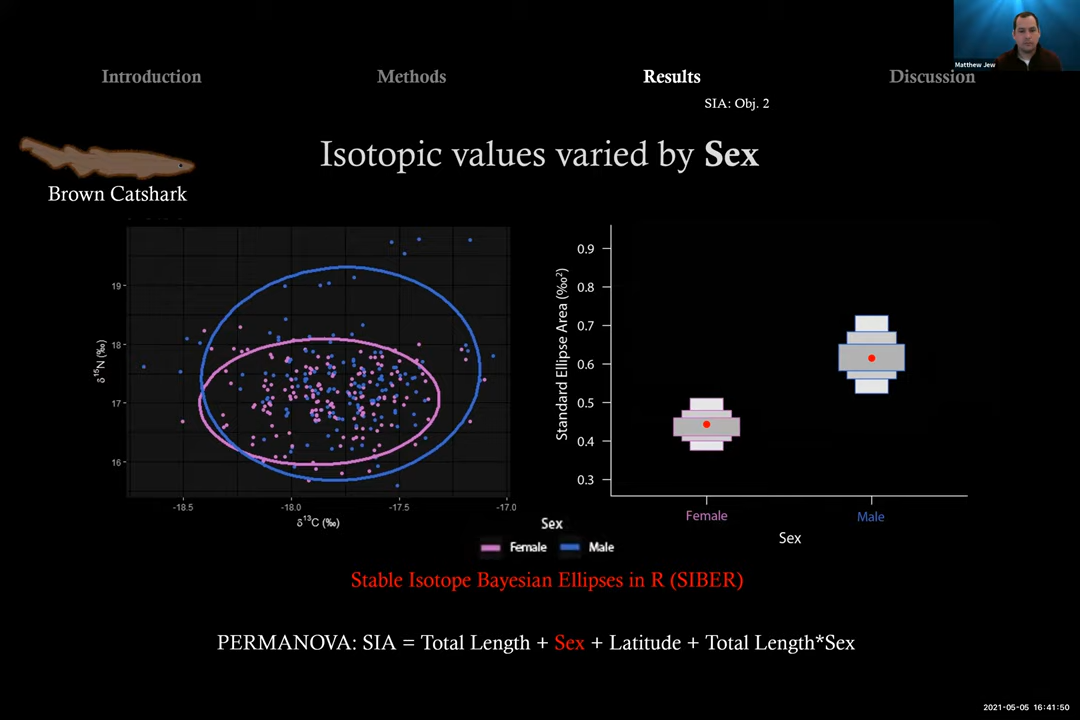 Matthew Jew
Introduction Methods Results Discussion
SIA: Obj. 2
Isotopic values varied by Sex
Brown Catshark
δ¹⁵N (‰)
19
18
17
16
-18.5 -18.0 -17.5 -17.0
δ¹³C (‰)
Standard Ellipse Area (‰²)
0.9
0.8
0.7
0.6
0.5
0.4
0.3
Female Male
Sex
Sex
Female Male
Stable Isotope Bayesian Ellipses in R (SIBER)
PERMANOVA: SIA = Total Length + Sex + Latitude + Total Length*Sex
2021-05-05 16:41:50